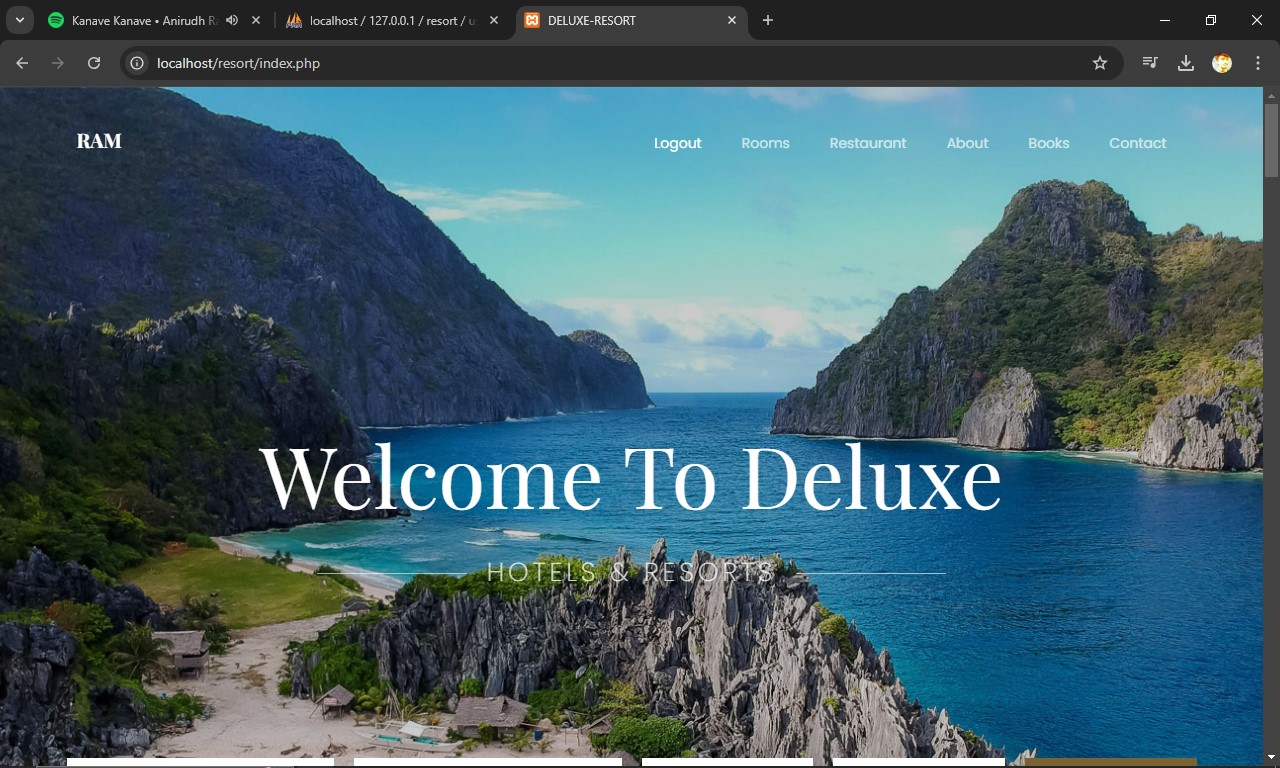 Kanave Kanave • Anirudh Ra
localhost / 127.0.0.1 / resort / u
DELUXE-RESORT
localhost/resort/index.php
RAM
Logout Rooms Restaurant About Books Contact
Welcome To Deluxe
HOTELS & RESORTS